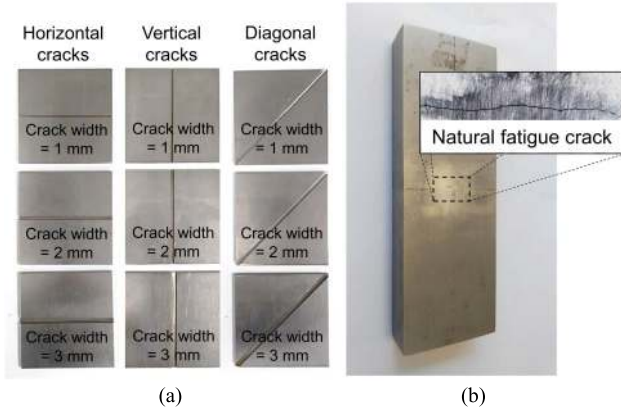 Horizontal
cracks
Vertical
cracks
Diagonal
cracks
Crack width
= 1 mm
Crack width
= 1 mm
Crack width
= 1 mm
Crack width
= 2 mm
Crack width
= 2 mm
Crack width
= 2 mm
Crack width
= 3 mm
Crack width
= 3 mm
Crack width
= 3 mm
Natural fatigue crack
(a)
(b)